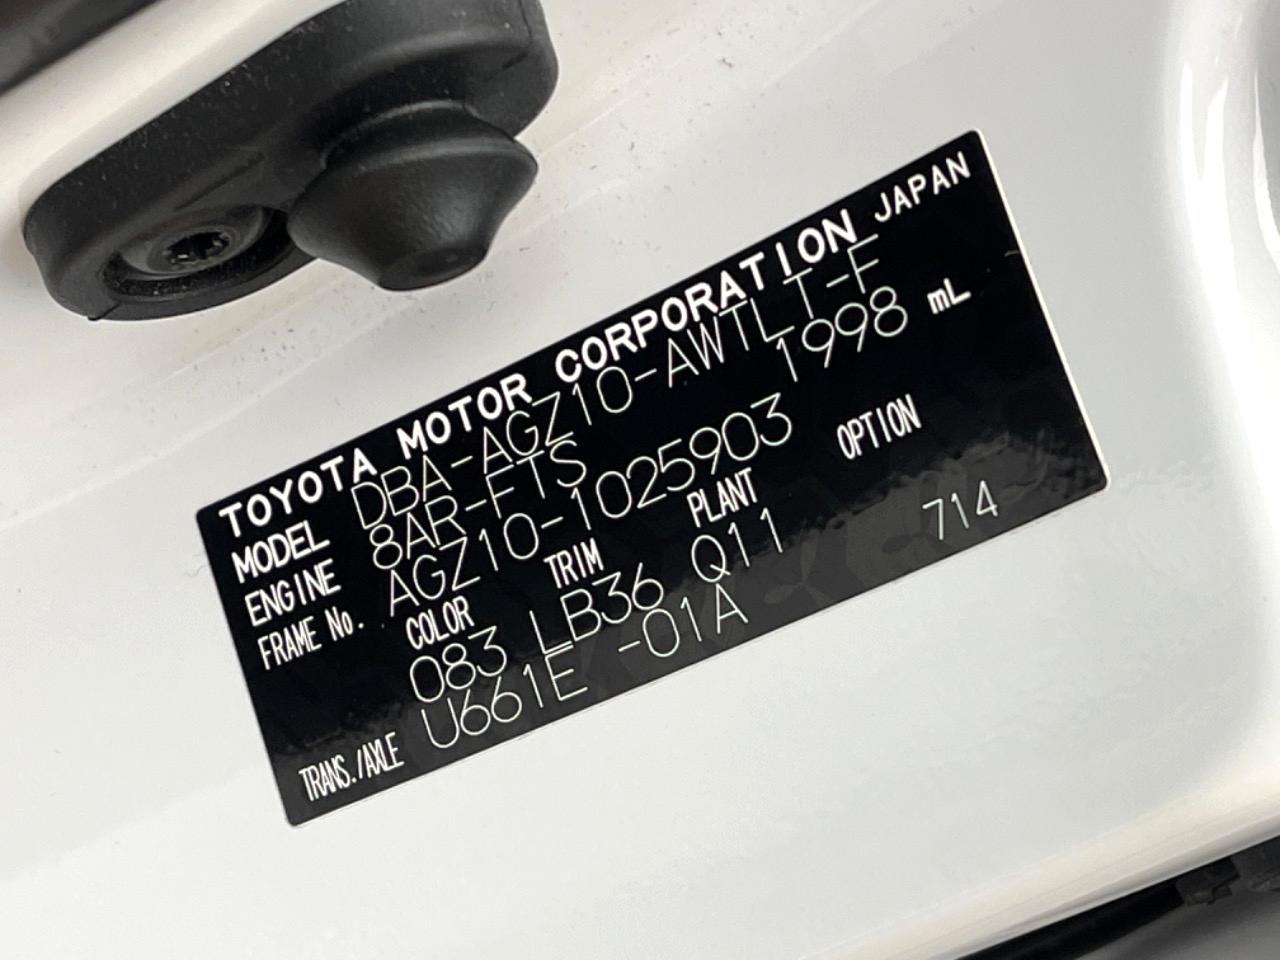 TOYOTA MOTOR CORPORATION JAPAN
MODEL DBA-AGZ10-AWTLT-F
ENGINE 8AR-FTS 1998 mL
FRAME No. AGZ10-1025903
COLOR TRIM PLANT OPTION
083 LB36 Q11 714
TRANS./AXLE U661E -01A